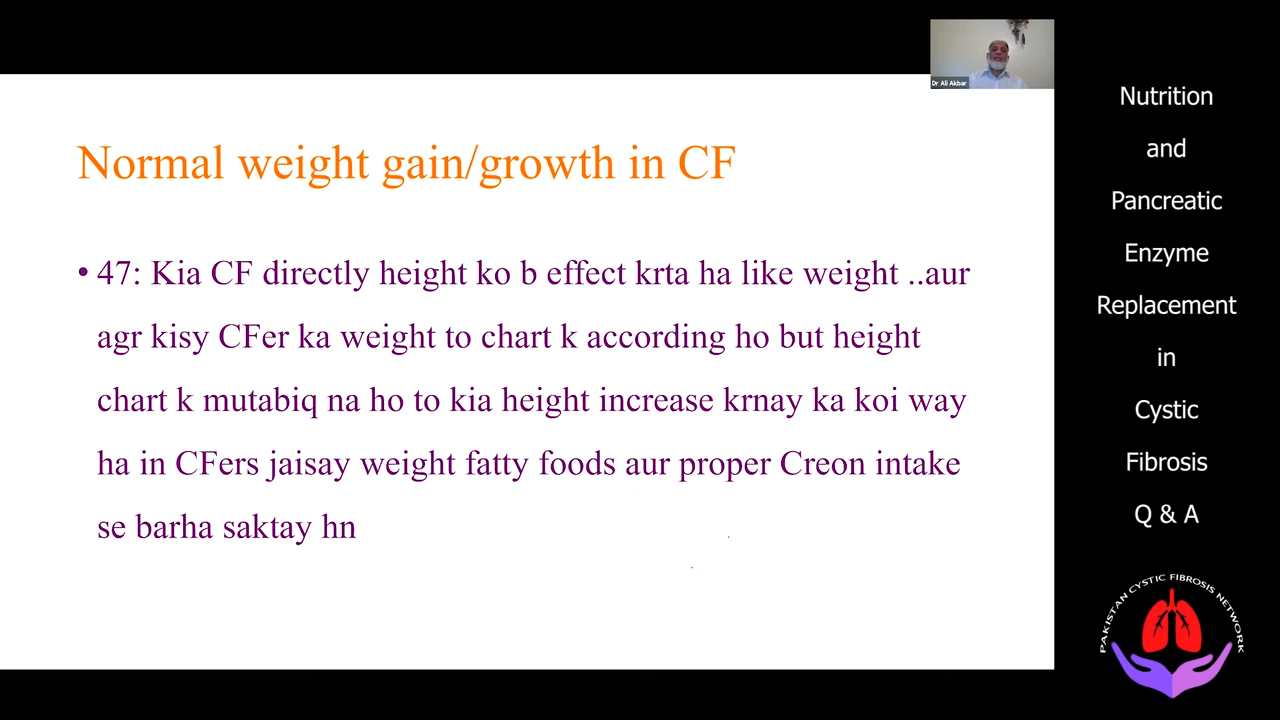 Dr Ali Akbar
Normal weight gain/growth in CF
• 47: Kia CF directly height ko b effect krta ha like weight ..aur
agr kisy CFer ka weight to chart k according ho but height
chart k mutabiq na ho to kia height increase krnay ka koi way
ha in CFers jaisay weight fatty foods aur proper Creon intake
se barha saktay hn
Nutrition
and
Pancreatic
Enzyme
Replacement
in
Cystic
Fibrosis
Q & A
PAKISTAN CYSTIC FIBROSIS NETWORK